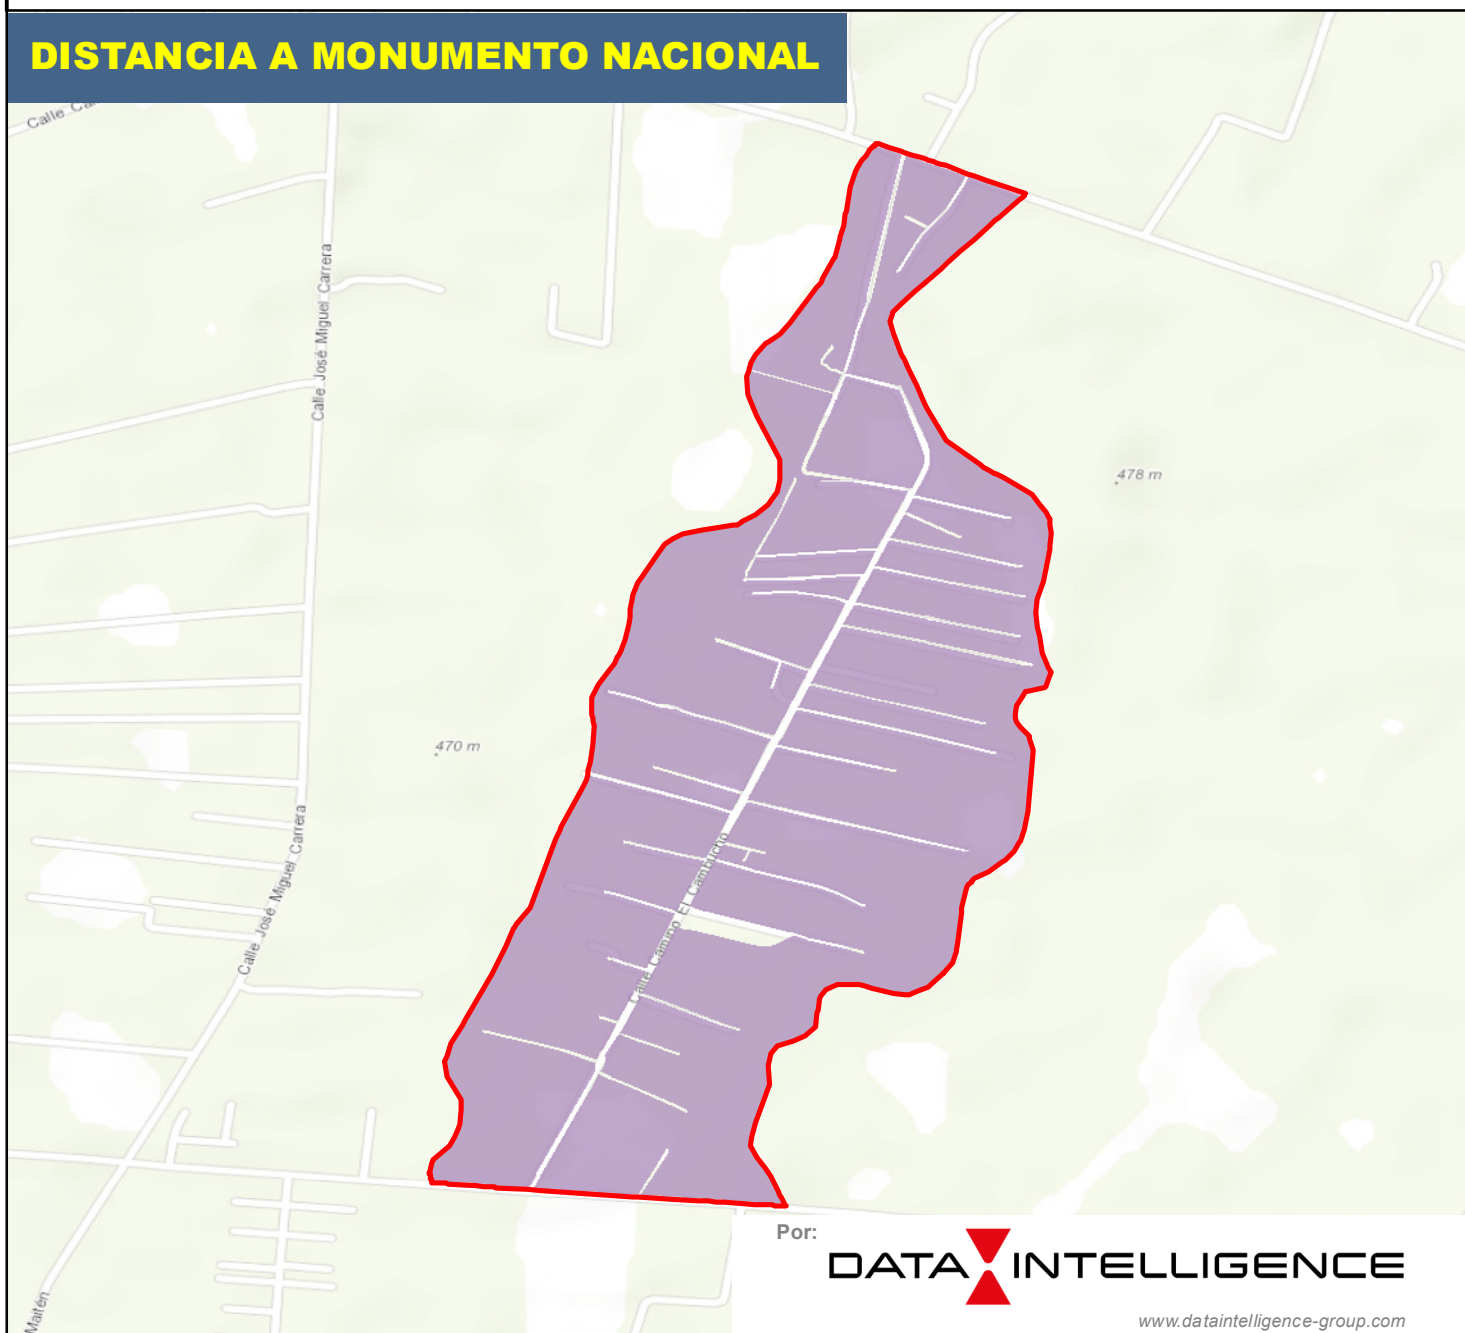 DISTANCIA A MONUMENTO NACIONAL
Calle
Calle José Miguel Carrera
478 m
470 m
Calle José Miguel Carrera
Calle Camino El Cambucho
Maitén
Por:
DATA INTELLIGENCE
www.dataintelligence-group.com